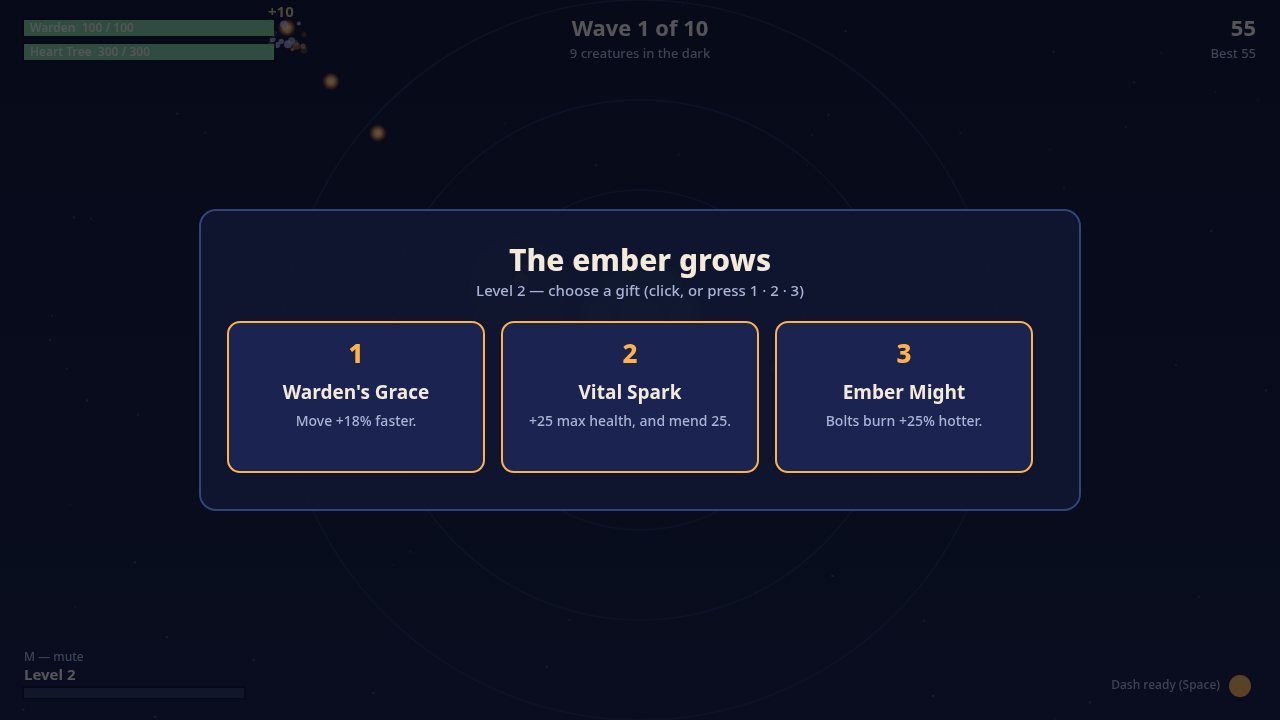 +10
Warden 100 / 100
Heart Tree 300 / 300
Wave 1 of 10
9 creatures in the dark
55
Best 55
The ember grows
Level 2 — choose a gift (click, or press 1 · 2 · 3)
1
Warden's Grace
Move +18% faster.
2
Vital Spark
+25 max health, and mend 25.
3
Ember Might
Bolts burn +25% hotter.
M — mute
Level 2
Dash ready (Space)